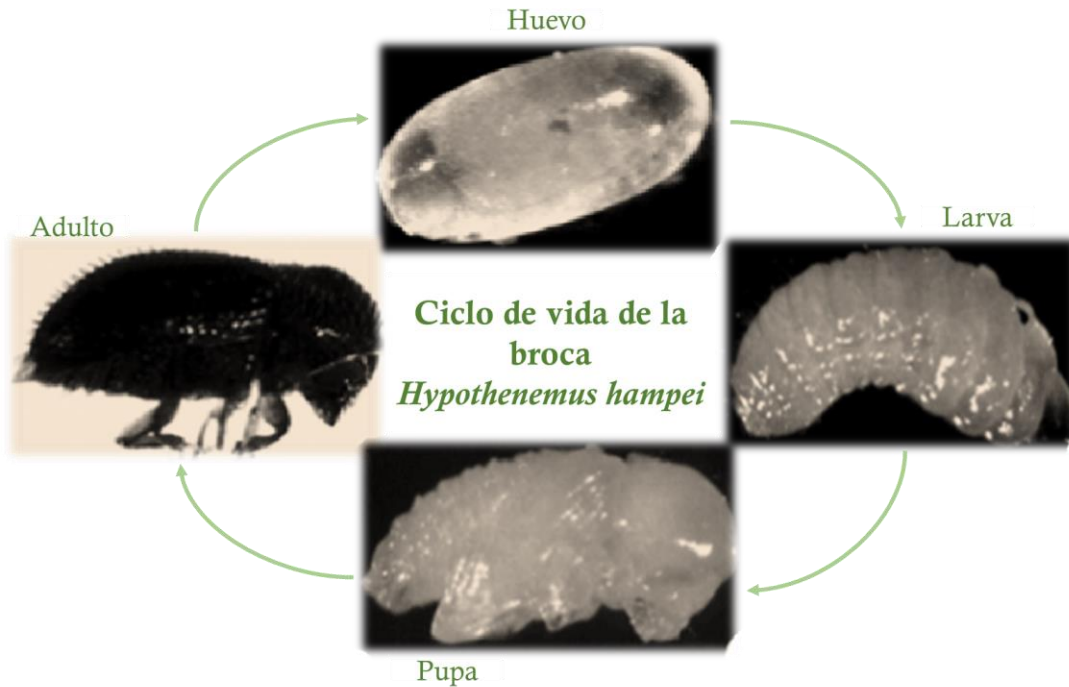 Huevo
Adulto
Larva
Ciclo de vida de la
broca
Hypothenemus hampei
Pupa